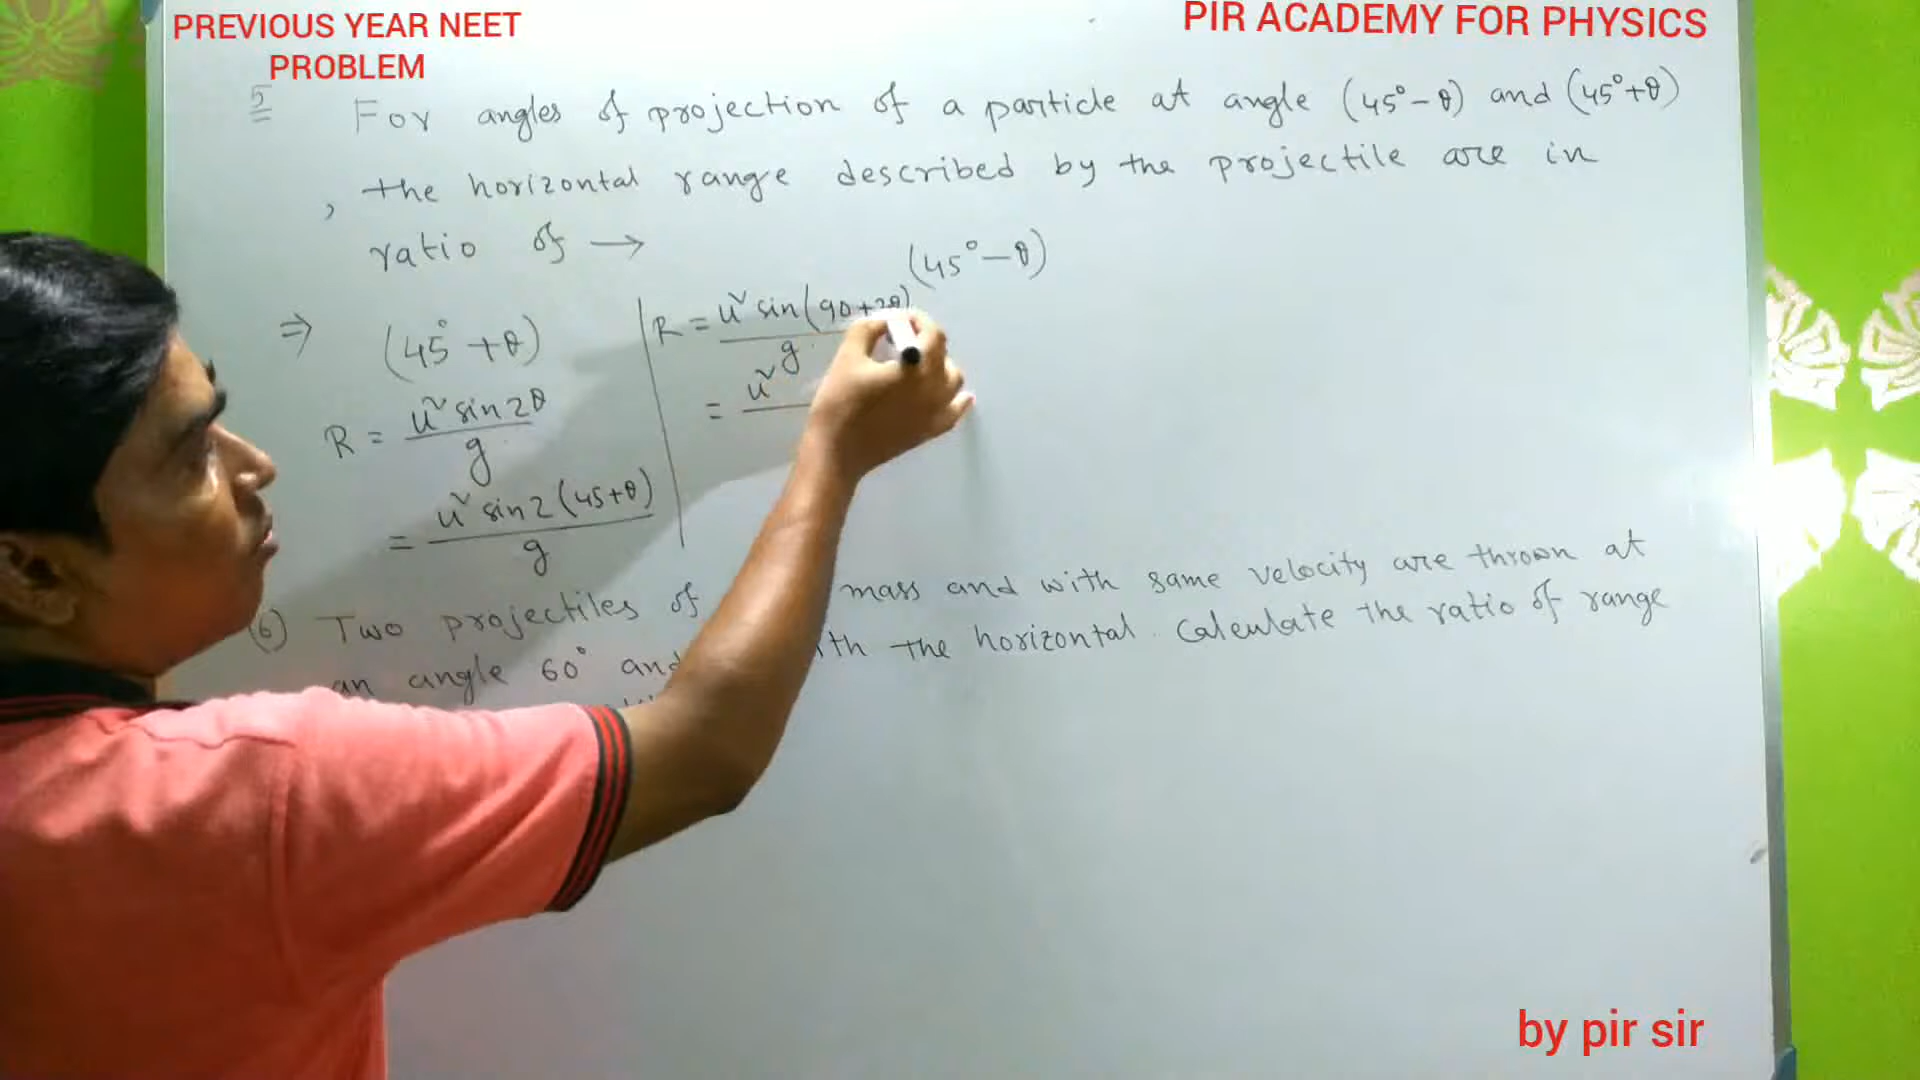 PREVIOUS YEAR NEET
PROBLEM
PIR ACADEMY FOR PHYSICS
5 For angles of projection of a particle at angle (45°-θ) and (45°+θ)
, the horizontal range described by the projectile are in
ratio of →
⇒ (45°+θ)
R = u² sin2θ / g
= u² sin2(45+θ) / g
R = u² sin(90+2θ) / g
= u²
(45°-θ)
(6) Two projectiles of mass and with same velocity are thrown at
an angle 60° and the horizontal. Calculate the ratio of range
by pir sir